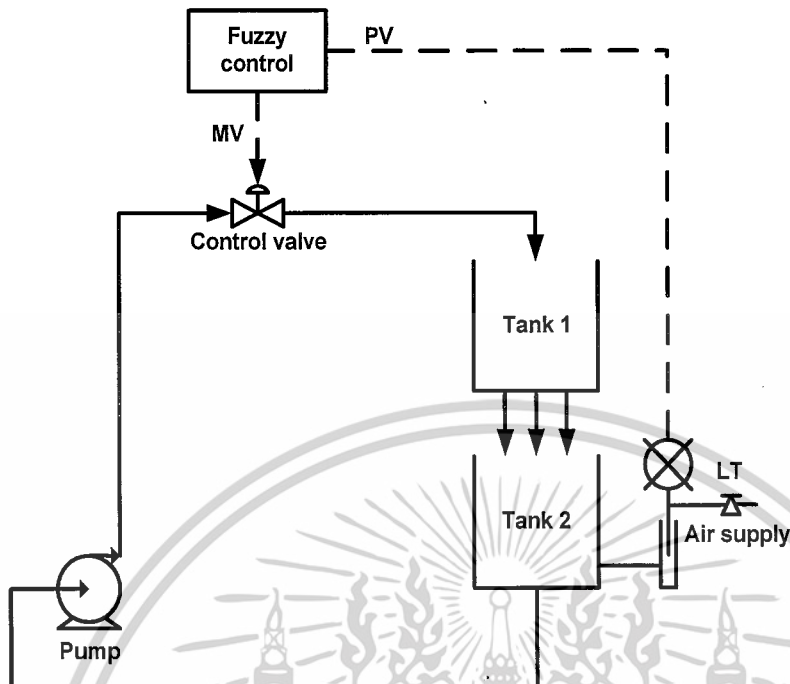 Fuzzy
control
PV
MV
Control valve
Tank 1
LT
Tank 2
Air supply
Pump